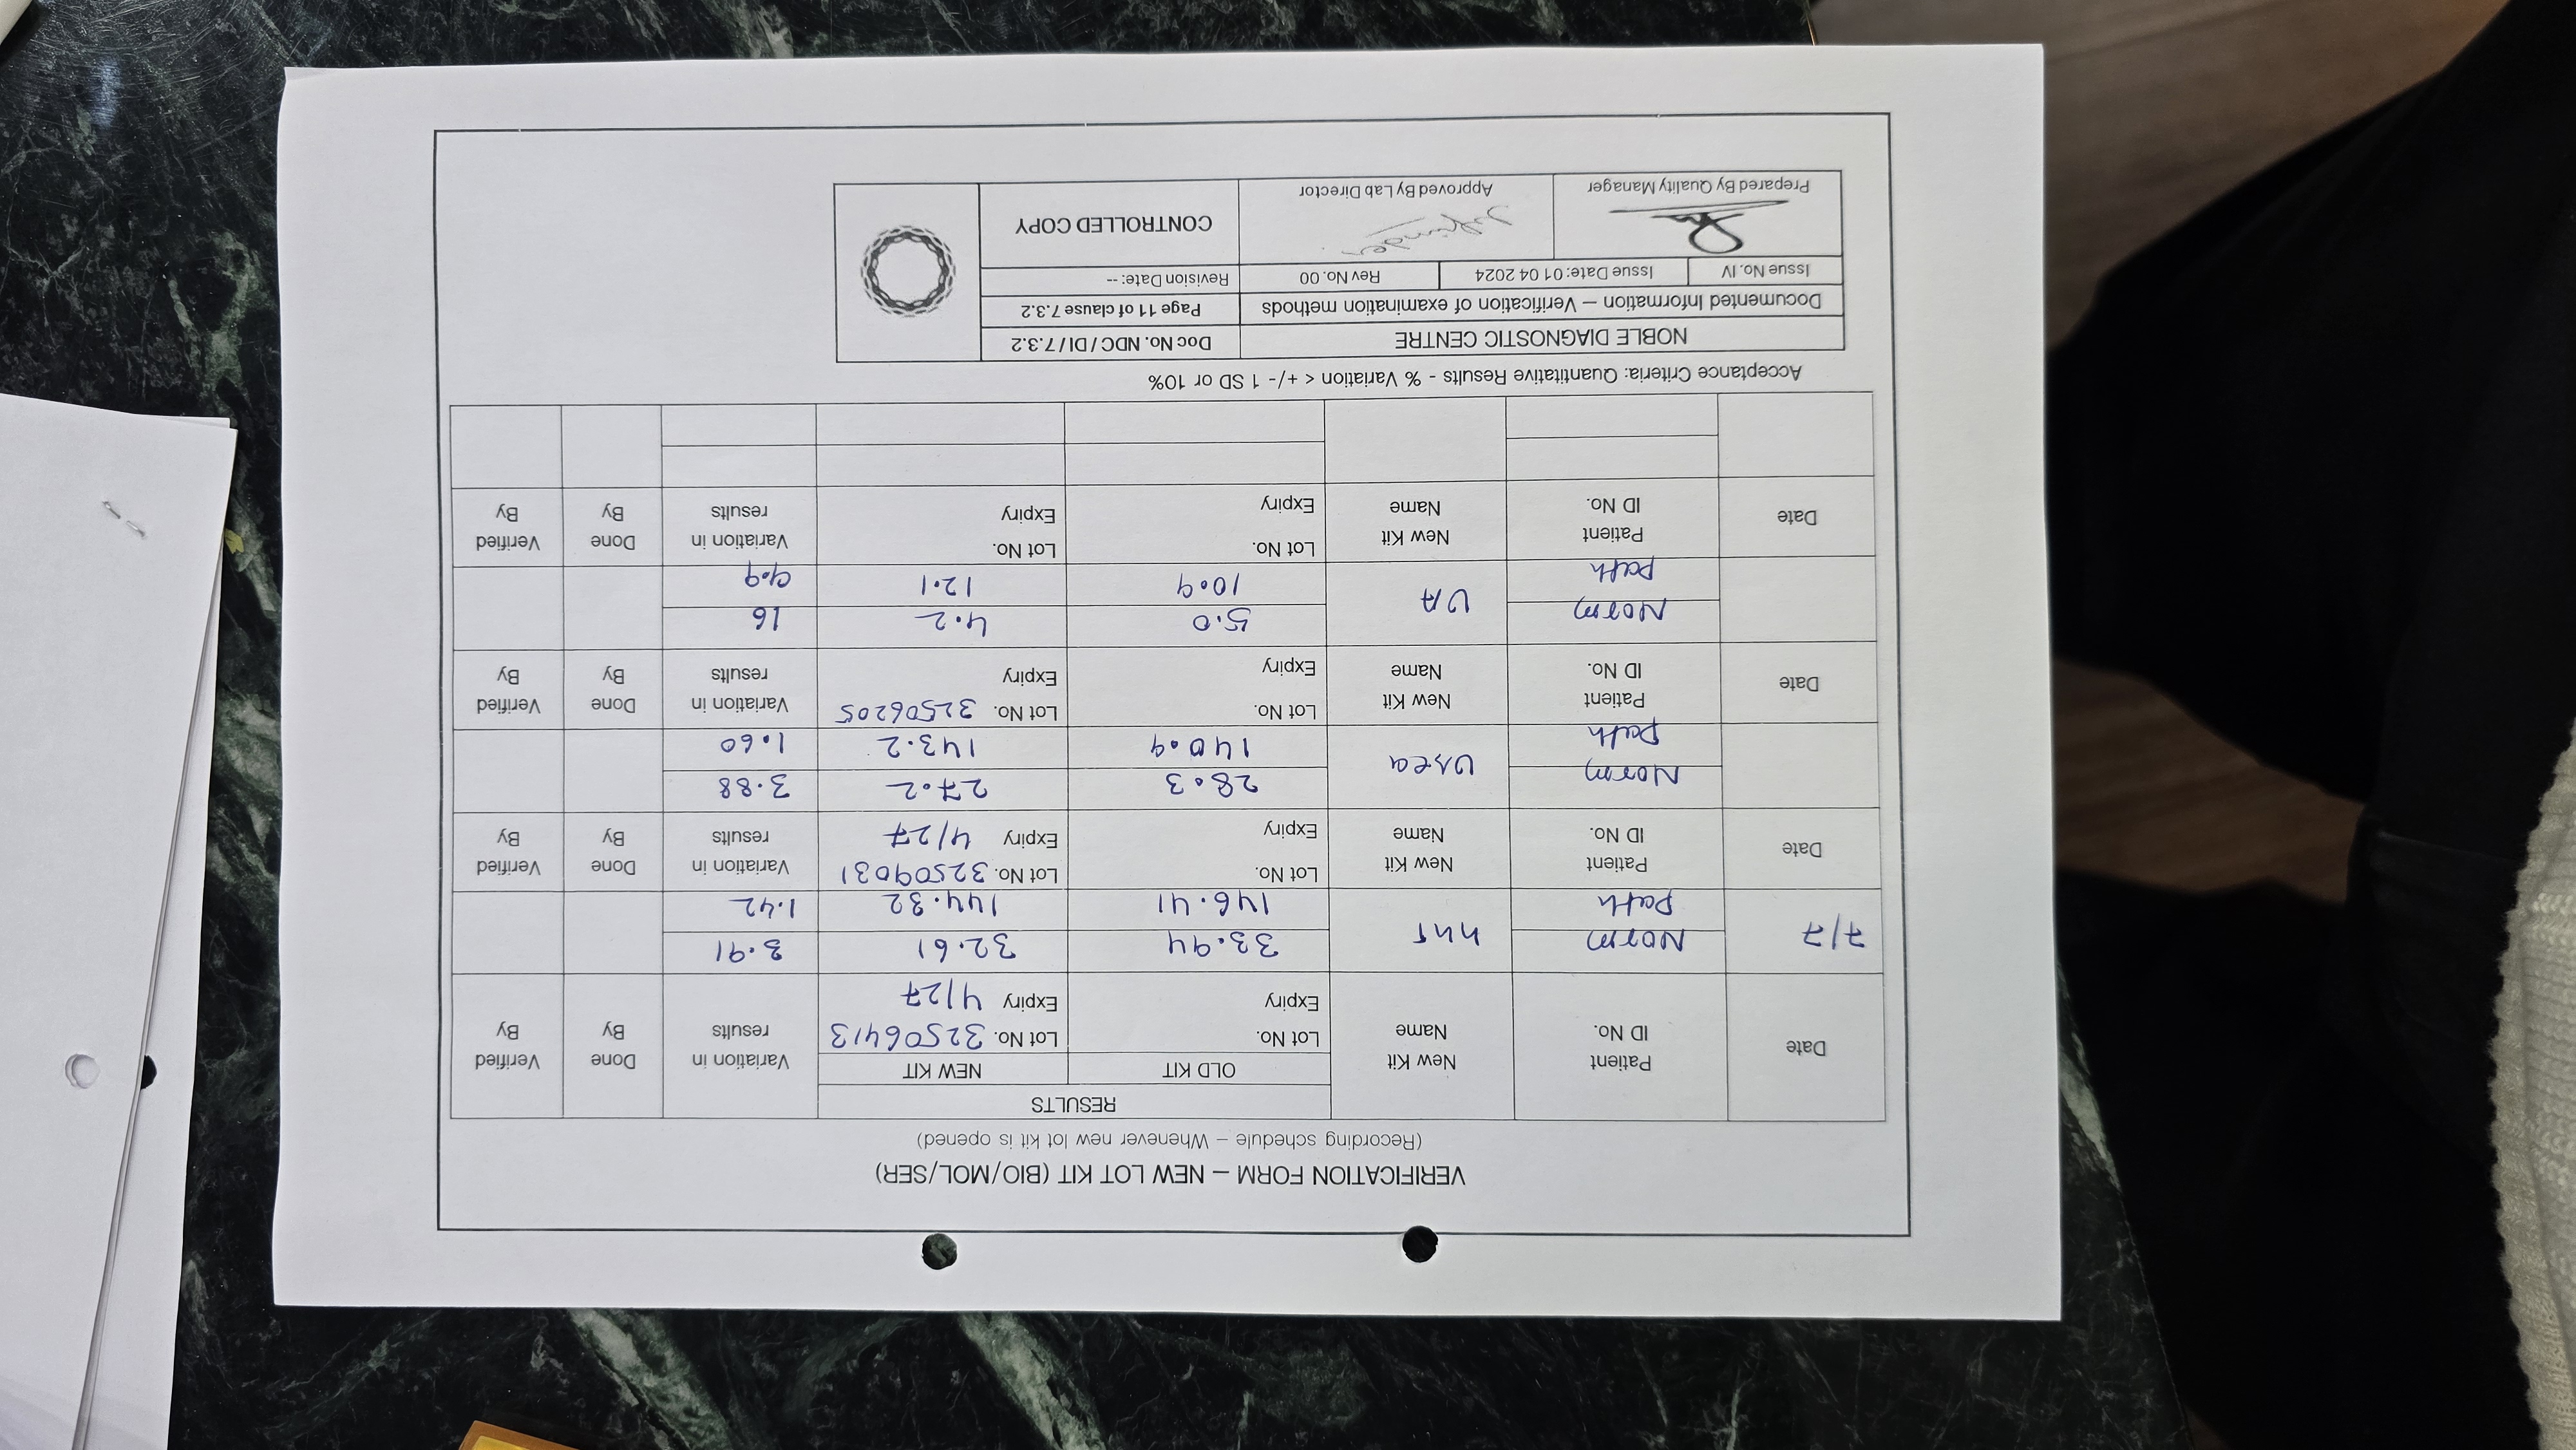 VERIFICATION FORM – NEW LOT KIT (BIO/MOL/SER)
(Recording schedule – Whenever new lot kit is opened)
Date Patient ID No. New Kit Name RESULTS Variation in results Done By Verified By
OLD KIT NEW KIT
Lot No. Lot No. 32506413
Expiry Expiry 4/27
7/7 Norm 33.94 32.61 3.91
Path 146.41 144.32 1.42
Date Patient ID No. New Kit Name Lot No. Lot No. 32509031 Variation in results Done By Verified By
Expiry Expiry 4/27
Norm Urea 28.3 27.2 3.88
Path 140.9 143.2 1.60
Date Patient ID No. New Kit Name Lot No. Lot No. 32506205 Variation in results Done By Verified By
Expiry Expiry
Norm UA 5.0 4.2 16
Path 10.9 12.1 9.9
Date Patient ID No. New Kit Name Lot No. Lot No. Variation in results Done By Verified By
Expiry Expiry
Acceptance Criteria: Quantitative Results - % Variation < +/- 1 SD or 10%
NOBLE DIAGNOSTIC CENTRE Doc No. NDC / DI / 7.3.2
Documented Information – Verification of examination methods Page 11 of clause 7.3.2
Issue No. IV Issue Date: 01 04 2024 Rev No. 00 Revision Date: --
Prepared By Quality Manager Approved By Lab Director CONTROLLED COPY